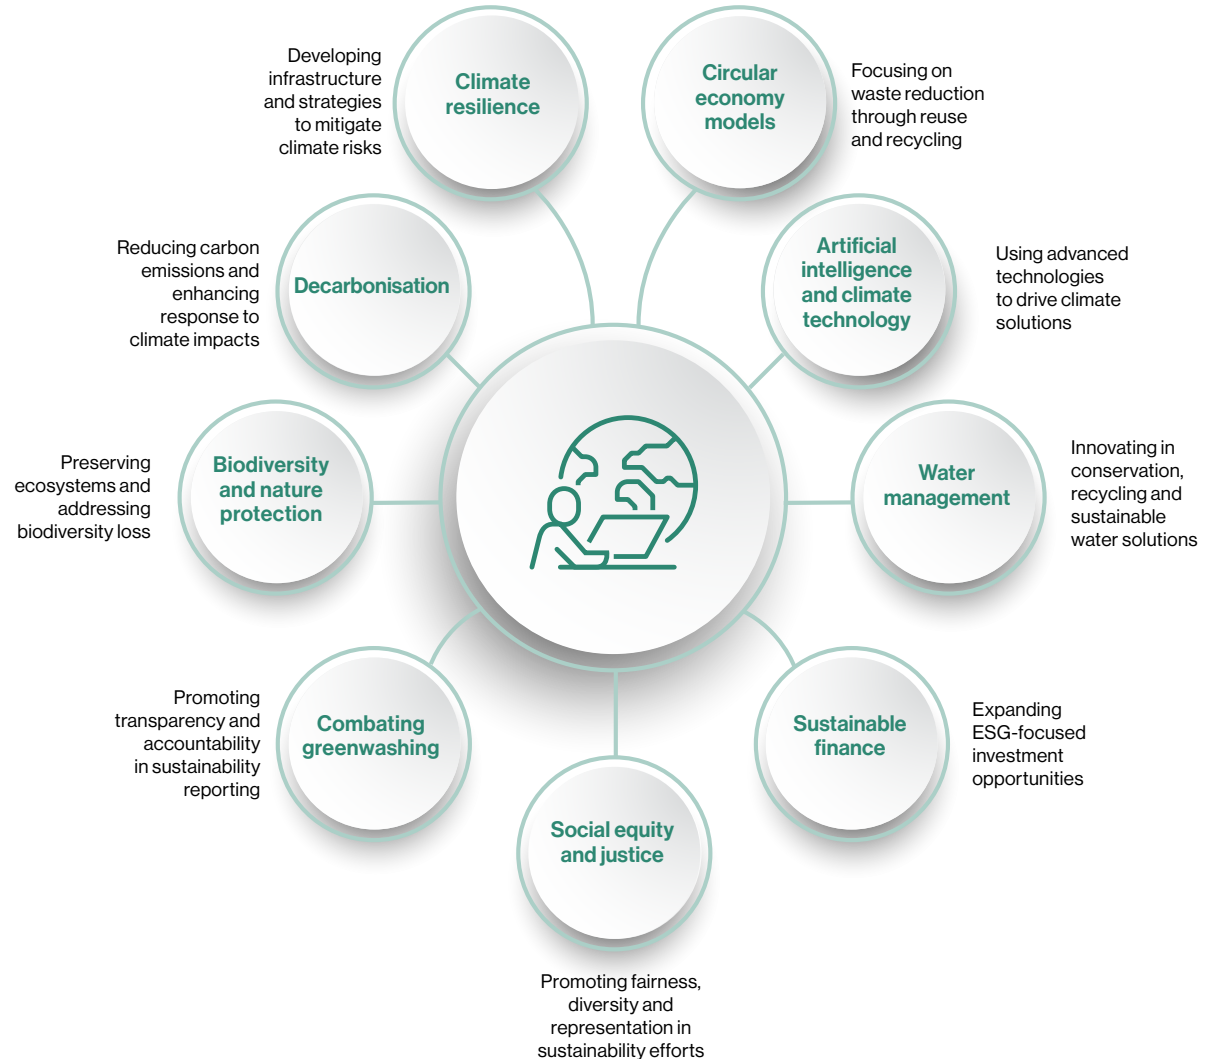 Climate
resilience
Developing
infrastructure
and strategies
to mitigate
climate risks
Circular
economy
models
Focusing on
waste reduction
through reuse
and recycling
Decarbonisation
Reducing carbon
emissions and
enhancing
response to
climate impacts
Artificial
intelligence
and climate
technology
Using advanced
technologies
to drive climate
solutions
Biodiversity
and nature
protection
Preserving
ecosystems and
addressing
biodiversity loss
Water
management
Innovating in
conservation,
recycling and
sustainable
water solutions
Combating
greenwashing
Promoting
transparency and
accountability
in sustainability
reporting
Sustainable
finance
Expanding
ESG-focused
investment
opportunities
Social equity
and justice
Promoting fairness,
diversity and
representation in
sustainability efforts